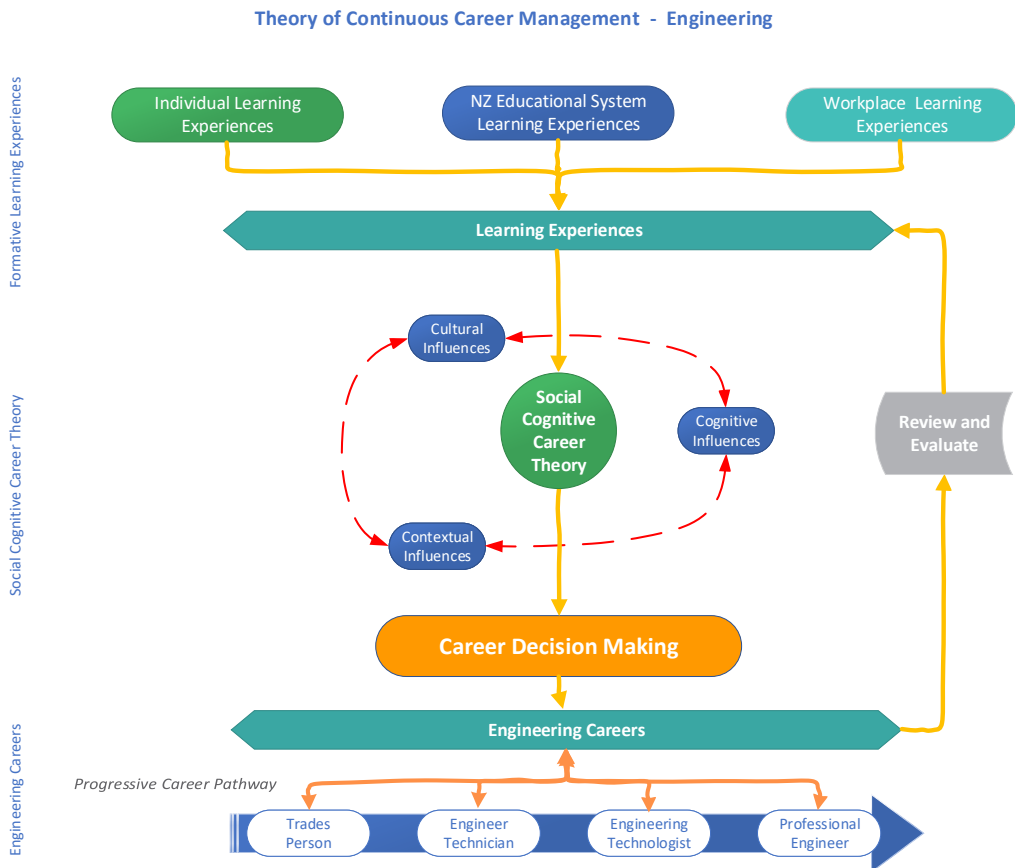 Theory of Continuous Career Management - Engineering
Formative Learning Experiences
Individual Learning
Experiences
NZ Educational System
Learning Experiences
Workplace Learning
Experiences
Learning Experiences
Social Cognitive Career Theory
Cultural
Influences
Social
Cognitive
Career
Theory
Cognitive
Influences
Review and
Evaluate
Contextual
Influences
Career Decision Making
Engineering Careers
Engineering Careers
Progressive Career Pathway
Trades
Person
Engineer
Technician
Engineering
Technologist
Professional
Engineer